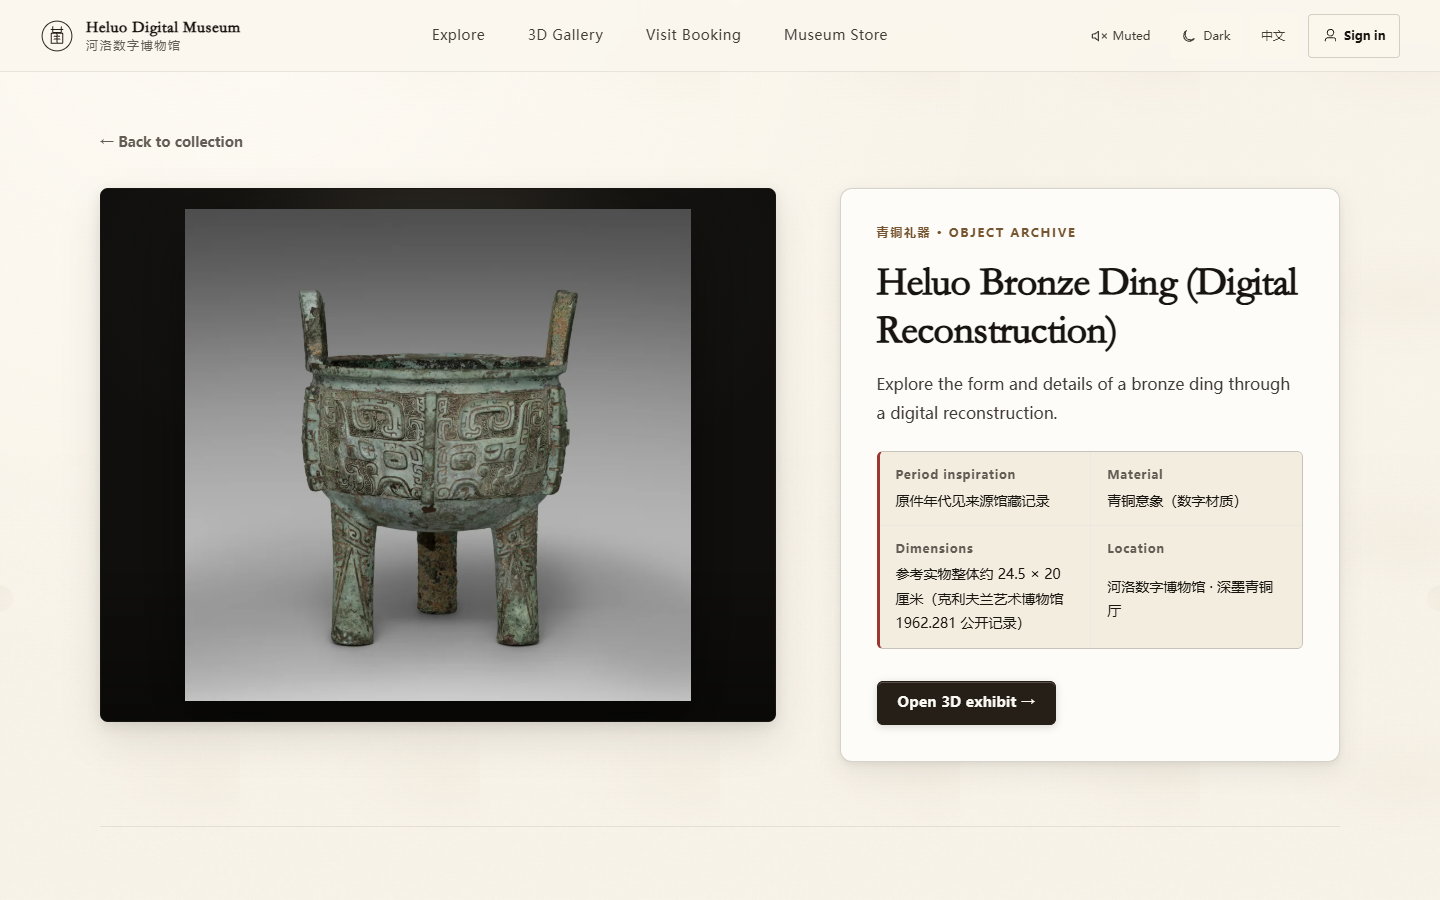 Heluo Digital Museum
河洛数字博物馆
Explore
3D Gallery
Visit Booking
Museum Store
Muted
Dark
中文
Sign in
← Back to collection
青铜礼器 • OBJECT ARCHIVE
Heluo Bronze Ding (Digital
Reconstruction)
Explore the form and details of a bronze ding through
a digital reconstruction.
Period inspiration
原件年代见来源馆藏记录
Material
青铜意象（数字材质）
Dimensions
参考实物整体约 24.5 × 20
厘米（克利夫兰艺术博物馆
1962.281 公开记录）
Location
河洛数字博物馆 · 深墨青铜
厅
Open 3D exhibit →